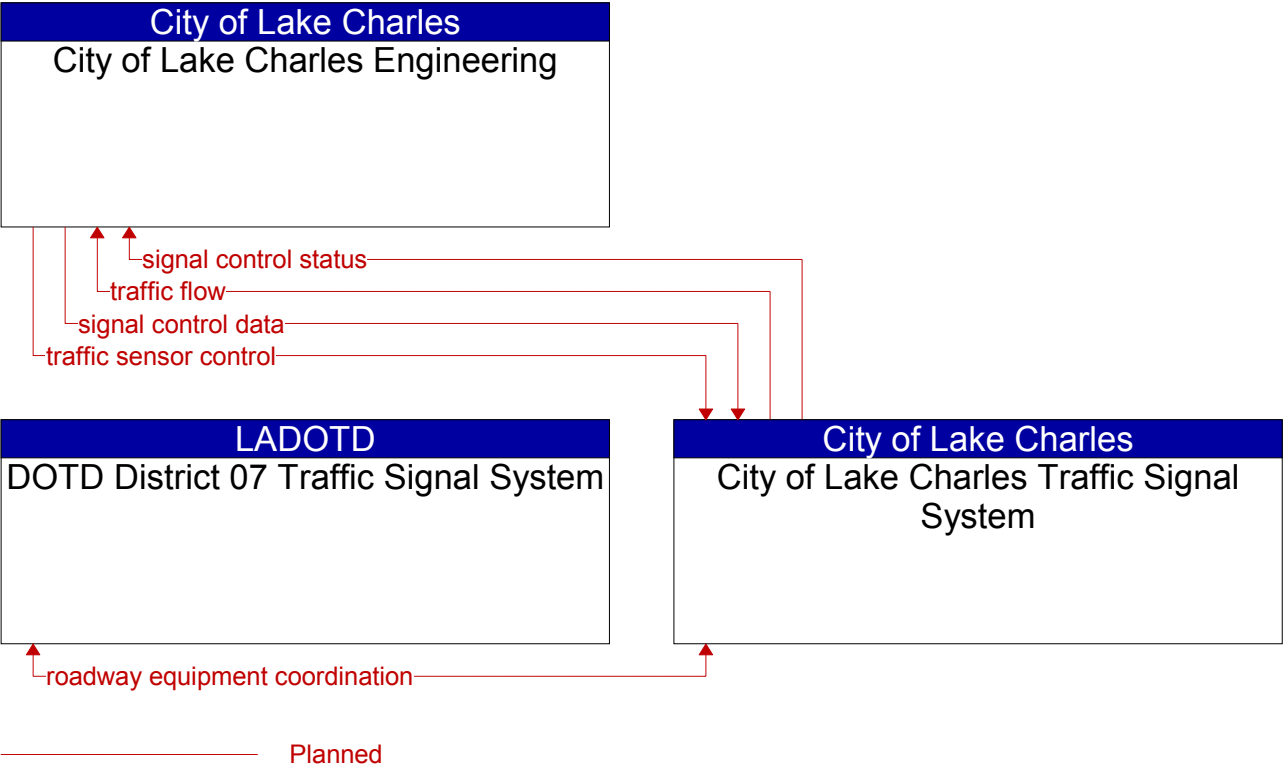 City of Lake Charles
City of Lake Charles Engineering
signal control status
traffic flow
signal control data
traffic sensor control
LADOTD
DOTD District 07 Traffic Signal System
City of Lake Charles
City of Lake Charles Traffic Signal
System
roadway equipment coordination
Planned